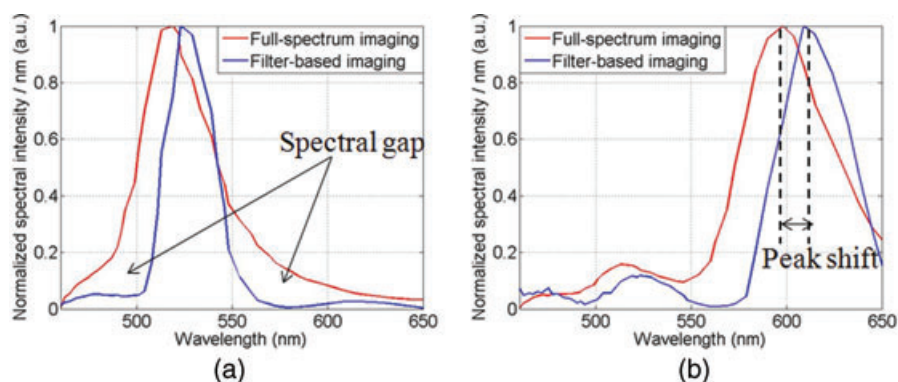 Normalized spectral intensity / nm (a.u.)
1
0.8
0.6
0.4
0.2
0
Full-spectrum imaging
Filter-based imaging
Spectral gap
500 550 600 650
Wavelength (nm)
(a)
Normalized spectral intensity / nm (a.u.)
1
0.8
0.6
0.4
0.2
0
Full-spectrum imaging
Filter-based imaging
Peak shift
500 550 600 650
Wavelength (nm)
(b)